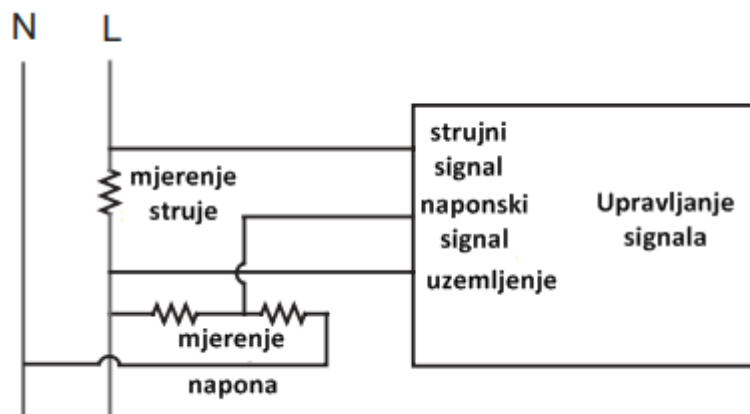 N L
mjerenje
struje
mjerenje
napona
strujni
signal
naponski
signal
uzemljenje
Upravljanje
signala